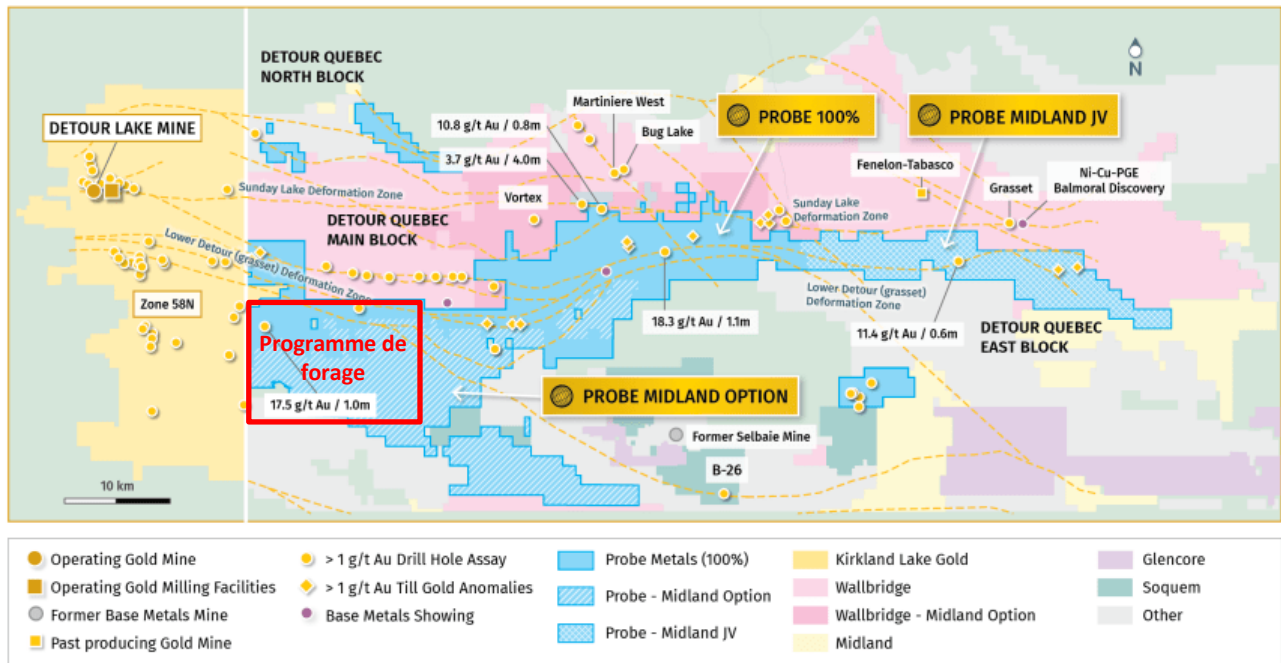 DETOUR QUEBEC
NORTH BLOCK
N
Martiniere West
10.8 g/t Au / 0.8m
PROBE 100%
PROBE MIDLAND JV
DETOUR LAKE MINE
Bug Lake
3.7 g/t Au / 4.0m
Fenelon-Tabasco
Ni-Cu-PGE
Balmoral Discovery
Sunday Lake Deformation Zone
Vortex
Grasset
Sunday Lake
Deformation Zone
DETOUR QUEBEC
MAIN BLOCK
Lower Detour (grasset) Deformation Zone
Zone 58N
Lower Detour (grasset)
Deformation Zone
18.3 g/t Au / 1.1m
11.4 g/t Au / 0.6m
DETOUR QUEBEC
EAST BLOCK
Programme de
forage
17.5 g/t Au / 1.0m
PROBE MIDLAND OPTION
Former Selbaie Mine
B-26
10 km
Operating Gold Mine
Operating Gold Milling Facilities
Former Base Metals Mine
Past producing Gold Mine
> 1 g/t Au Drill Hole Assay
> 1 g/t Au Till Gold Anomalies
Base Metals Showing
Probe Metals (100%)
Probe - Midland Option
Probe - Midland JV
Kirkland Lake Gold
Wallbridge
Wallbridge - Midland Option
Midland
Glencore
Soquem
Other